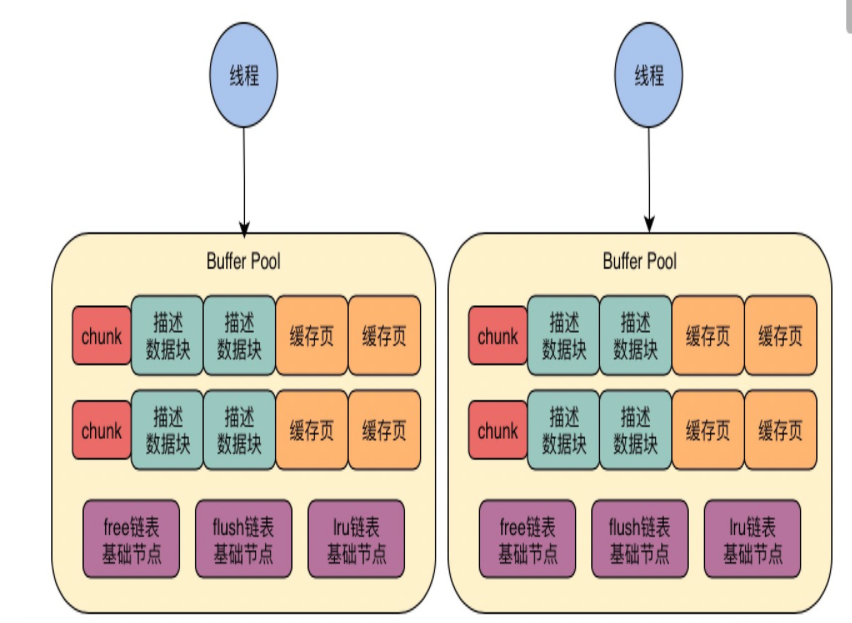 线程 线程
Buffer Pool Buffer Pool
chunk 描述 数据块 描述 数据块 缓存页 缓存页 chunk 描述 数据块 描述 数据块 缓存页 缓存页
chunk 描述 数据块 描述 数据块 缓存页 缓存页 chunk 描述 数据块 描述 数据块 缓存页 缓存页
free链表 基础节点 flush链表 基础节点 lru链表 基础节点 free链表 基础节点 flush链表 基础节点 lru链表 基础节点